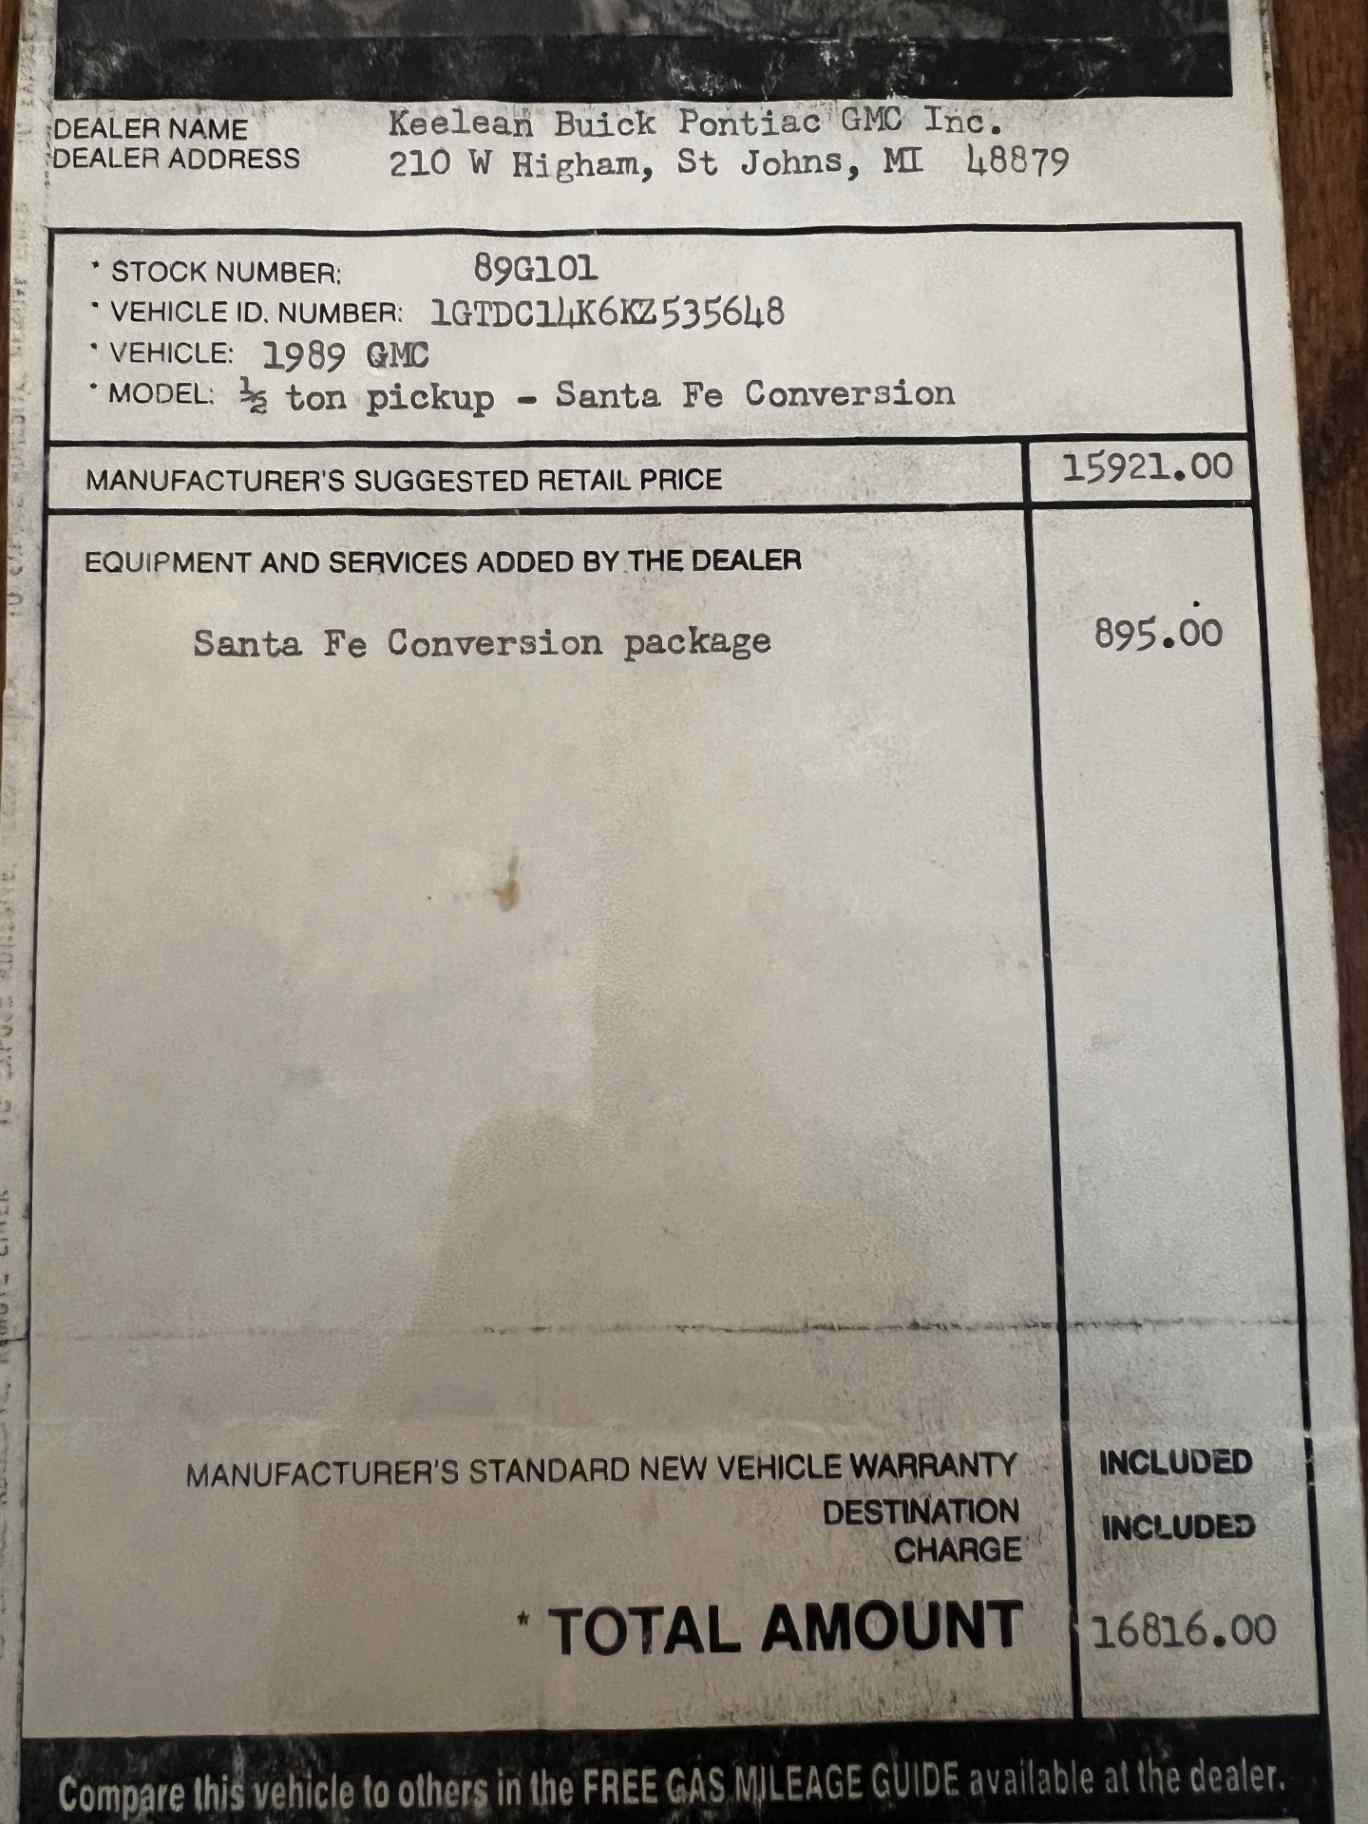 DEALER NAME Keelean Buick Pontiac GMC Inc.
DEALER ADDRESS 210 W Higham, St Johns, MI 48879
* STOCK NUMBER: 89G101
* VEHICLE ID. NUMBER: 1GTDC14K6KZ535648
* VEHICLE: 1989 GMC
* MODEL: ½ ton pickup - Santa Fe Conversion
MANUFACTURER'S SUGGESTED RETAIL PRICE 15921.00
EQUIPMENT AND SERVICES ADDED BY THE DEALER
Santa Fe Conversion package 895.00
MANUFACTURER'S STANDARD NEW VEHICLE WARRANTY INCLUDED
DESTINATION
CHARGE INCLUDED
* TOTAL AMOUNT 16816.00
Compare this vehicle to others in the FREE GAS MILEAGE GUIDE available at the dealer.